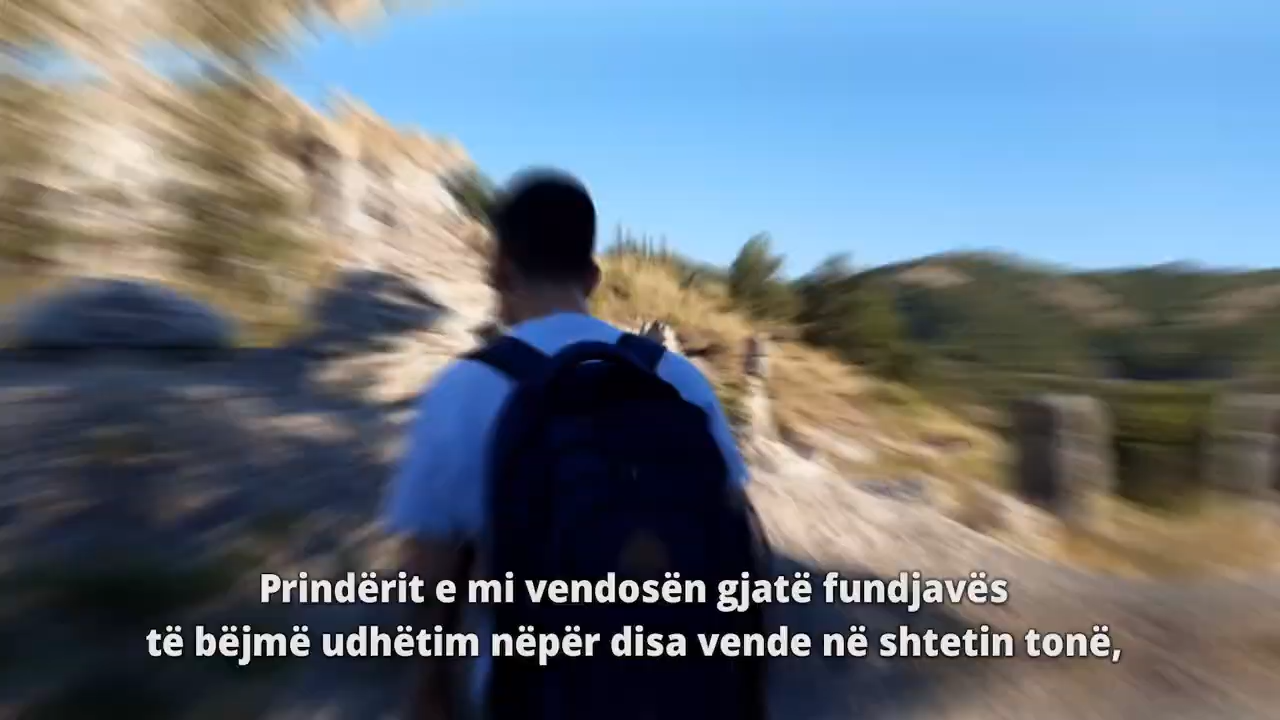 Prindërit e mi vendosën gjatë fundjavës
të bëjmë udhëtim nëpër disa vende në shtetin tonë,